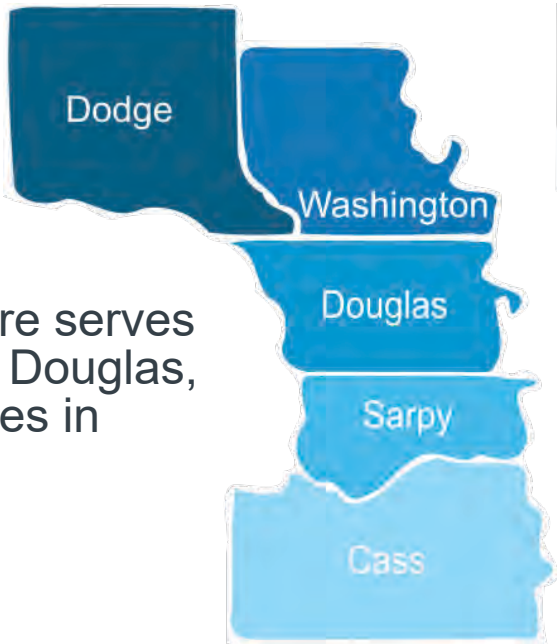 Dodge
Washington
Douglas
re serves
Douglas,
es in
Sarpy
Cass